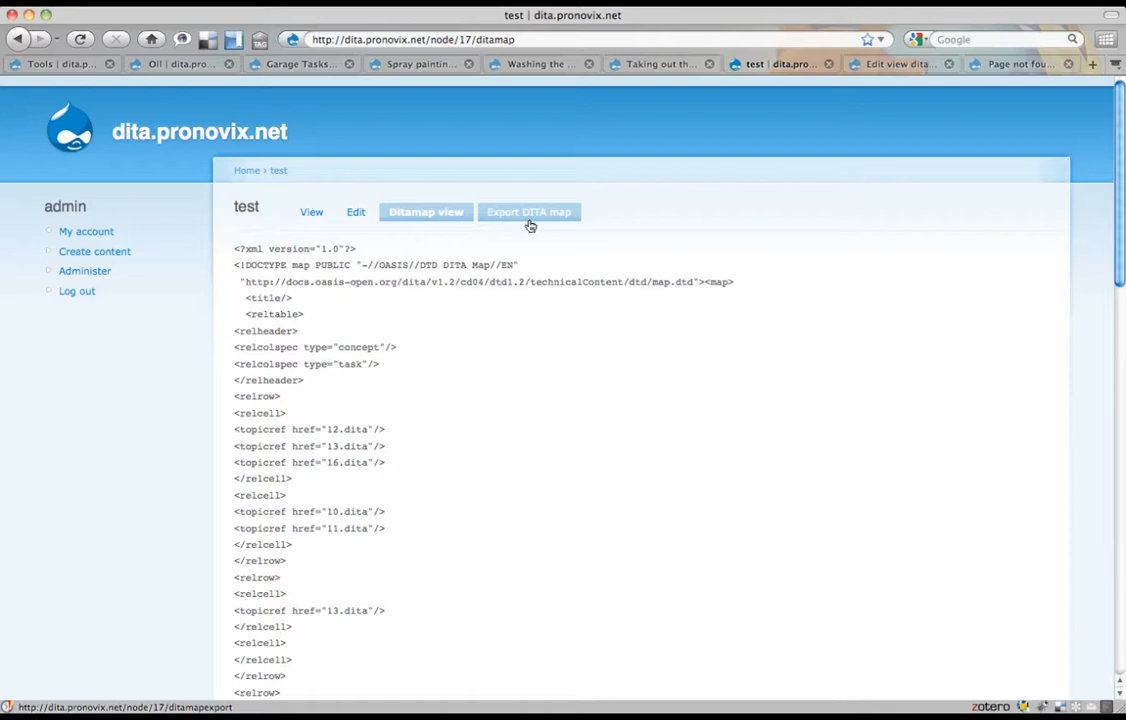 test | dita.pronovix.net
http://dita.pronovix.net/node/17/ditamap
Google
TAG
Tools | dita.p...
Oil | dita.pro...
Garage Tasks...
Spray paintin...
Washing the ...
Taking out th...
test | dita.pro...
Edit view dita...
Page not fou...
dita.pronovix.net
Home › test
admin
My account
Create content
Administer
Log out
test
View
Edit
Ditamap view
Export DITA map
<?xml version="1.0"?>
<!DOCTYPE map PUBLIC "-//OASIS//DTD DITA Map//EN"
"http://docs.oasis-open.org/dita/v1.2/cd04/dtd1.2/technicalContent/dtd/map.dtd"><map>
<title/>
<reltable>
<relheader>
<relcolspec type="concept"/>
<relcolspec type="task"/>
</relheader>
<relrow>
<relcell>
<topicref href="12.dita"/>
<topicref href="13.dita"/>
<topicref href="16.dita"/>
</relcell>
<relcell>
<topicref href="10.dita"/>
<topicref href="11.dita"/>
</relcell>
</relrow>
<relrow>
<relcell>
<topicref href="13.dita"/>
</relcell>
<relcell>
</relcell>
</relrow>
<relrow>
http://dita.pronovix.net/node/17/ditamapexport
zotero